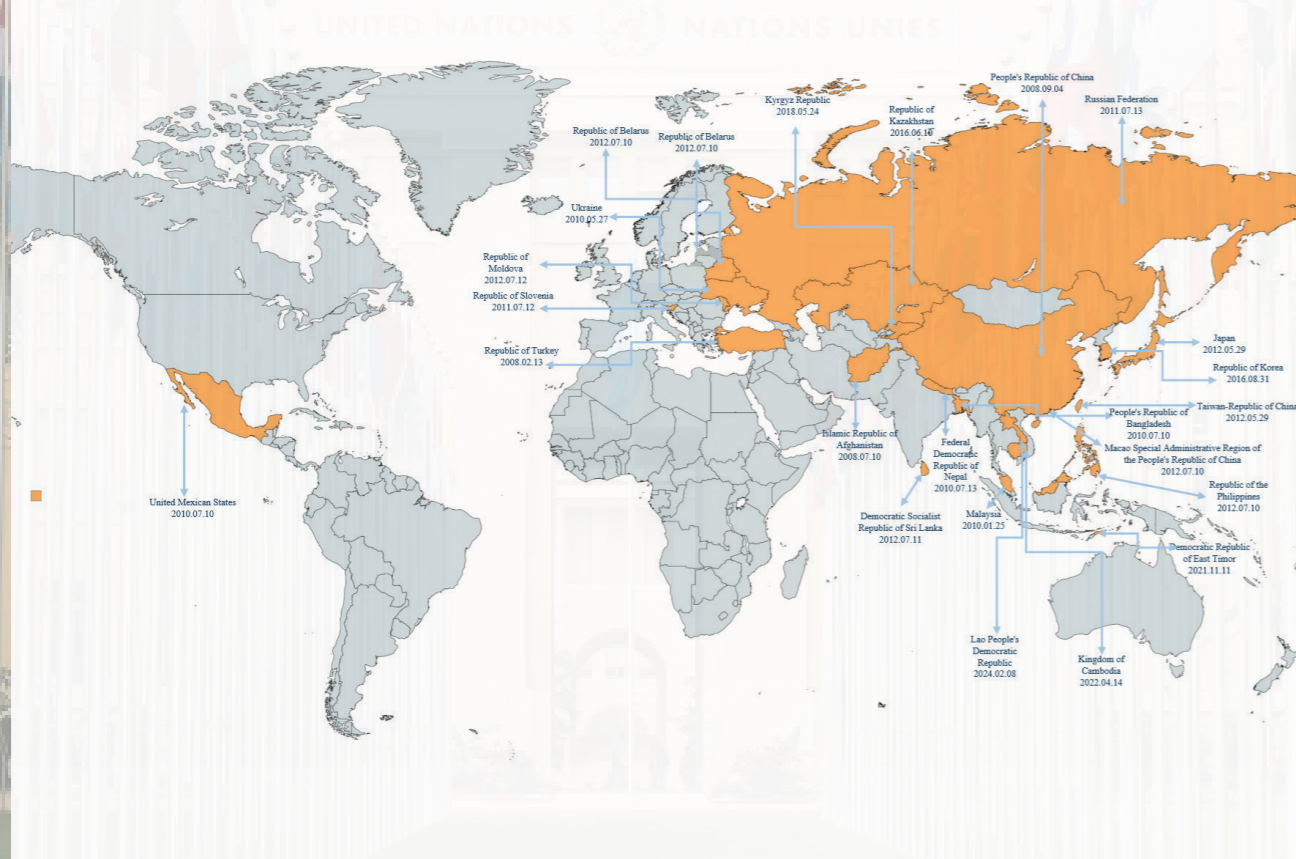 UNITED NATIONS NATIONS UNIES
People's Republic of China
2008.09.04
Kyrgyz Republic
2018.05.24
Russian Federation
2011.07.13
Republic of
Kazakhstan
2016.06.16
Republic of Belarus
2012.07.10
Republic of Belarus
2012.07.10
Ukraine
2010.05.27
Republic of
Moldova
2012.07.12
Republic of Slovenia
2011.07.12
Republic of Turkey
2008.02.13
Japan
2012.05.29
Republic of Korea
2016.08.31
Taiwan-Republic of China
2012.05.29
People's Republic of
Bangladesh
2010.07.10
Macao Special Administrative Region of
the People's Republic of China
2012.07.10
Republic of the
Philippines
2012.07.10
Islamic Republic of
Afghanistan
2008.07.10
Federal
Democratic
Republic of
Nepal
2010.07.13
United Mexican States
2010.07.10
Democratic Socialist
Republic of Sri Lanka
2012.07.11
Malaysia
2010.01.25
Democratic Republic
of East Timor
2021.11.11
Lao People's
Democratic
Republic
2024.02.08
Kingdom of
Cambodia
2022.04.14